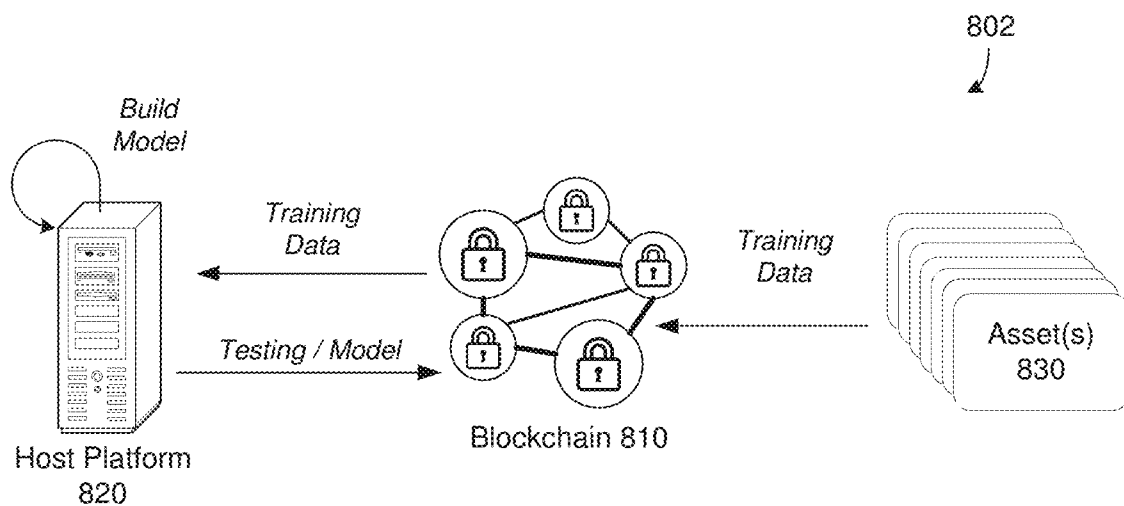 802
Build
Model
Training
Data
Training
Data
Testing / Model
Asset(s)
830
Blockchain 810
Host Platform
820